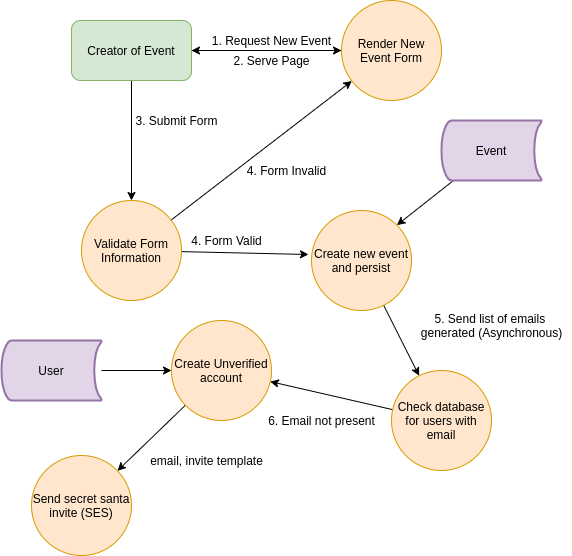 Creator of Event
1. Request New Event
2. Serve Page
Render New
Event Form
3. Submit Form
4. Form Invalid
Event
Validate Form
Information
4. Form Valid
Create new event
and persist
5. Send list of emails
generated (Asynchronous)
User
Create Unverified
account
6. Email not present
Check database
for users with
email
email, invite template
Send secret santa
invite (SES)